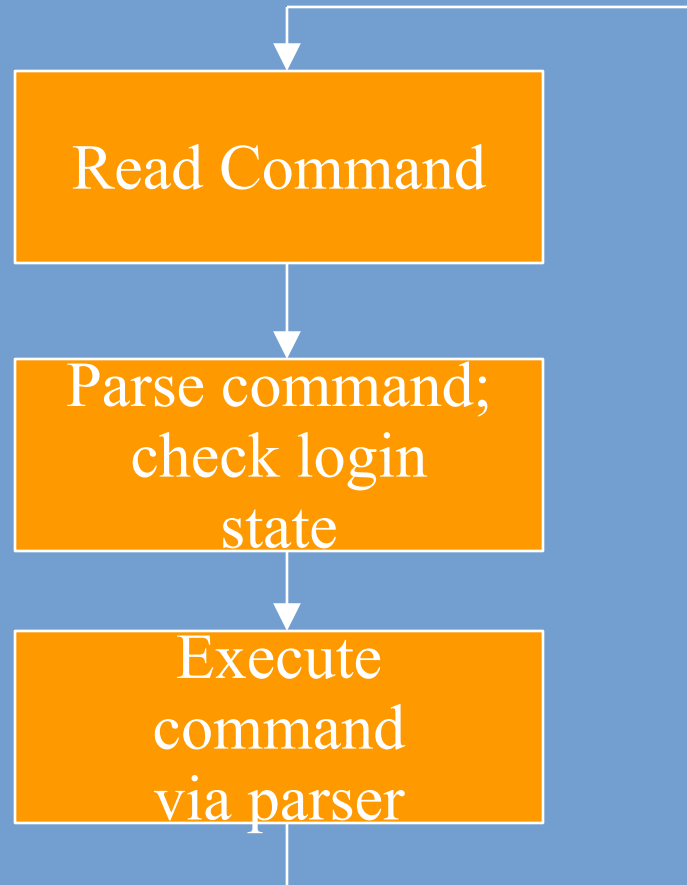 Read Command
Parse command;
check login
state
Execute
command
via parser